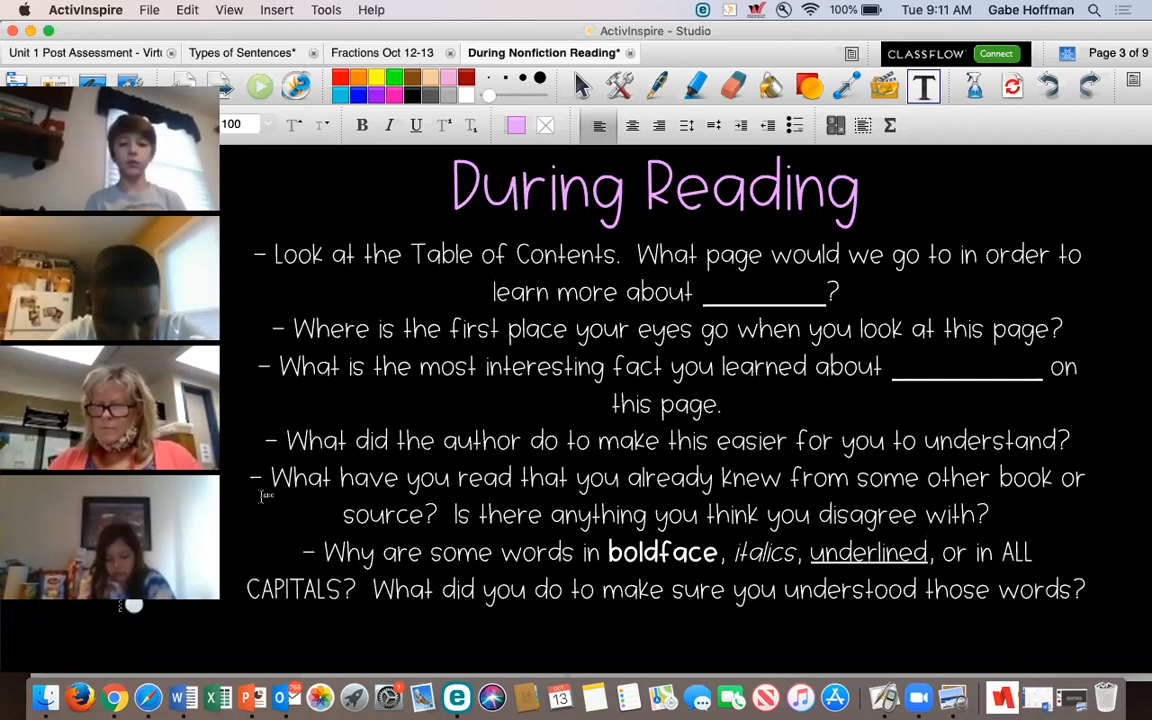 ActivInspire File Edit View Insert Tools Help 100% Tue 9:11 AM Gabe Hoffman
ActivInspire - Studio
Unit 1 Post Assessment - Virtu Types of Sentences* Fractions Oct 12-13 During Nonfiction Reading* CLASSFLOW Connect Page 3 of 9
T
100 T T B I U T T Σ
During Reading
- Look at the Table of Contents. What page would we go to in order to
learn more about __________?
- Where is the first place your eyes go when you look at this page?
- What is the most interesting fact you learned about ____________ on
this page.
- What did the author do to make this easier for you to understand?
- What have you read that you already knew from some other book or
source? Is there anything you think you disagree with?
- Why are some words in boldface, italics, underlined, or in ALL
CAPITALS? What did you do to make sure you understood those words?
OCT
13